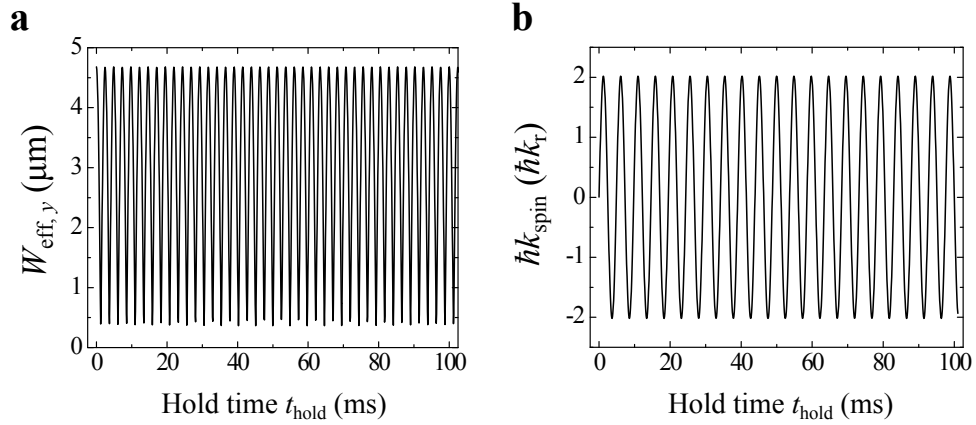 a
5
4
3
2
1
0
W_eff, y (μm)
0 20 40 60 80 100
Hold time t_hold (ms)
b
2
1
0
-1
-2
ħk_spin (ħk_r)
0 20 40 60 80 100
Hold time t_hold (ms)